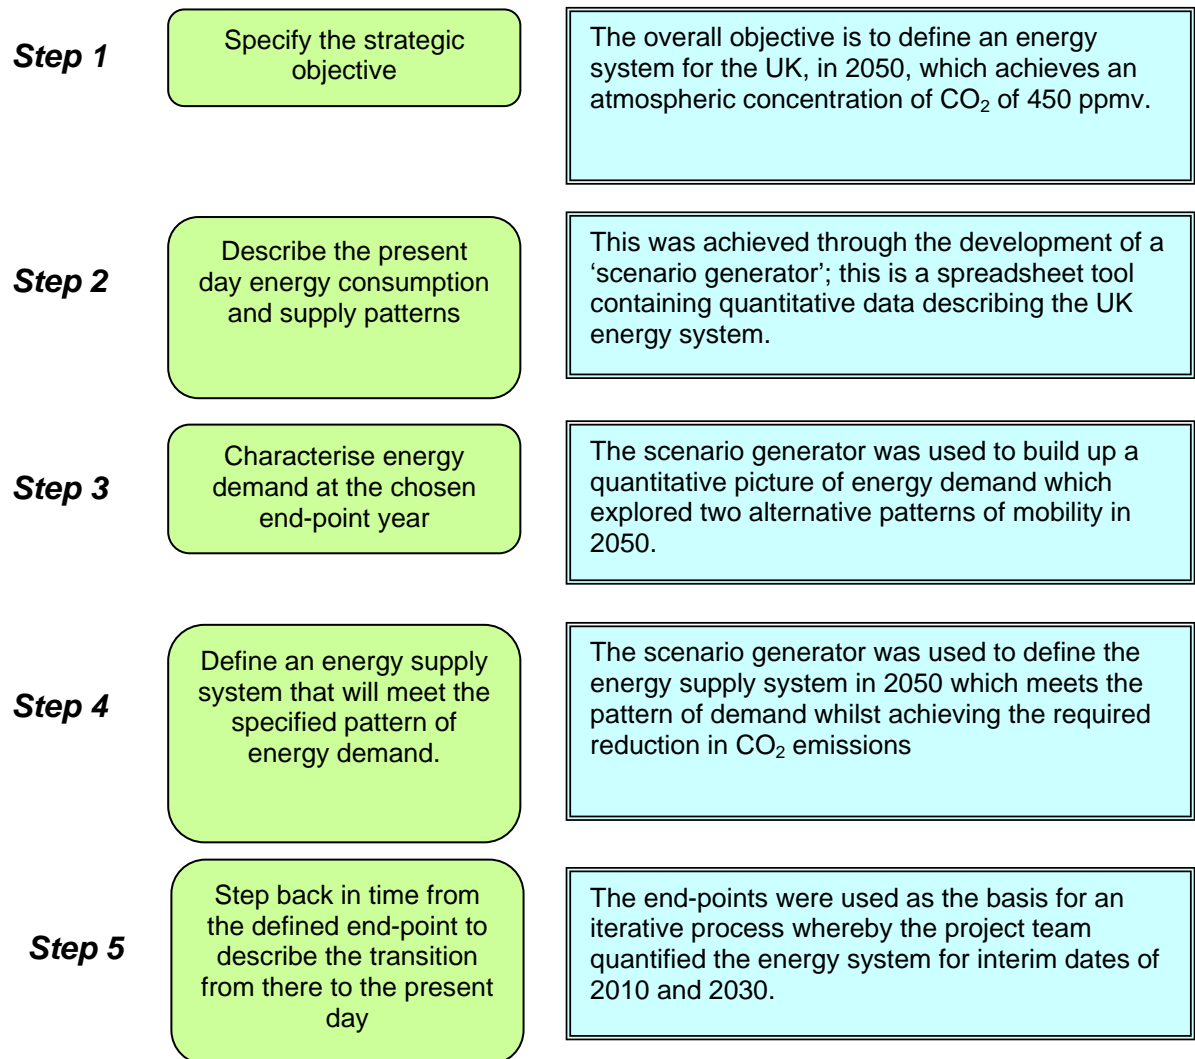 Step 1
Specify the strategic
objective
The overall objective is to define an energy
system for the UK, in 2050, which achieves an
atmospheric concentration of CO₂ of 450 ppmv.
Step 2
Describe the present
day energy consumption
and supply patterns
This was achieved through the development of a
‘scenario generator’; this is a spreadsheet tool
containing quantitative data describing the UK
energy system.
Step 3
Characterise energy
demand at the chosen
end-point year
The scenario generator was used to build up a
quantitative picture of energy demand which
explored two alternative patterns of mobility in
2050.
Step 4
Define an energy supply
system that will meet the
specified pattern of
energy demand.
The scenario generator was used to define the
energy supply system in 2050 which meets the
pattern of demand whilst achieving the required
reduction in CO₂ emissions
Step 5
Step back in time from
the defined end-point to
describe the transition
from there to the present
day
The end-points were used as the basis for an
iterative process whereby the project team
quantified the energy system for interim dates of
2010 and 2030.